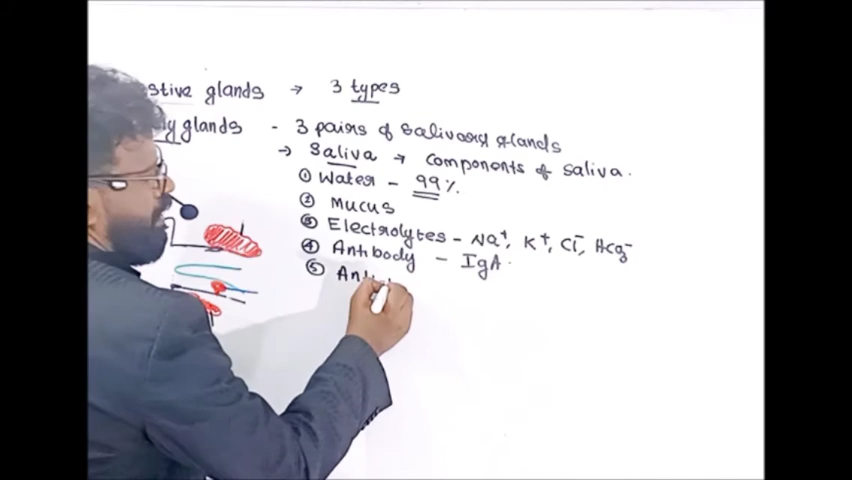 stive glands → 3 types
y glands - 3 pairs of Salivary glands
→ Saliva → components of saliva.
① Water - 99%
② Mucus
③ Electrolytes - Na⁺, K⁺, Cl⁻, HCO₃⁻
④ Antibody - IgA.
⑤ Ant